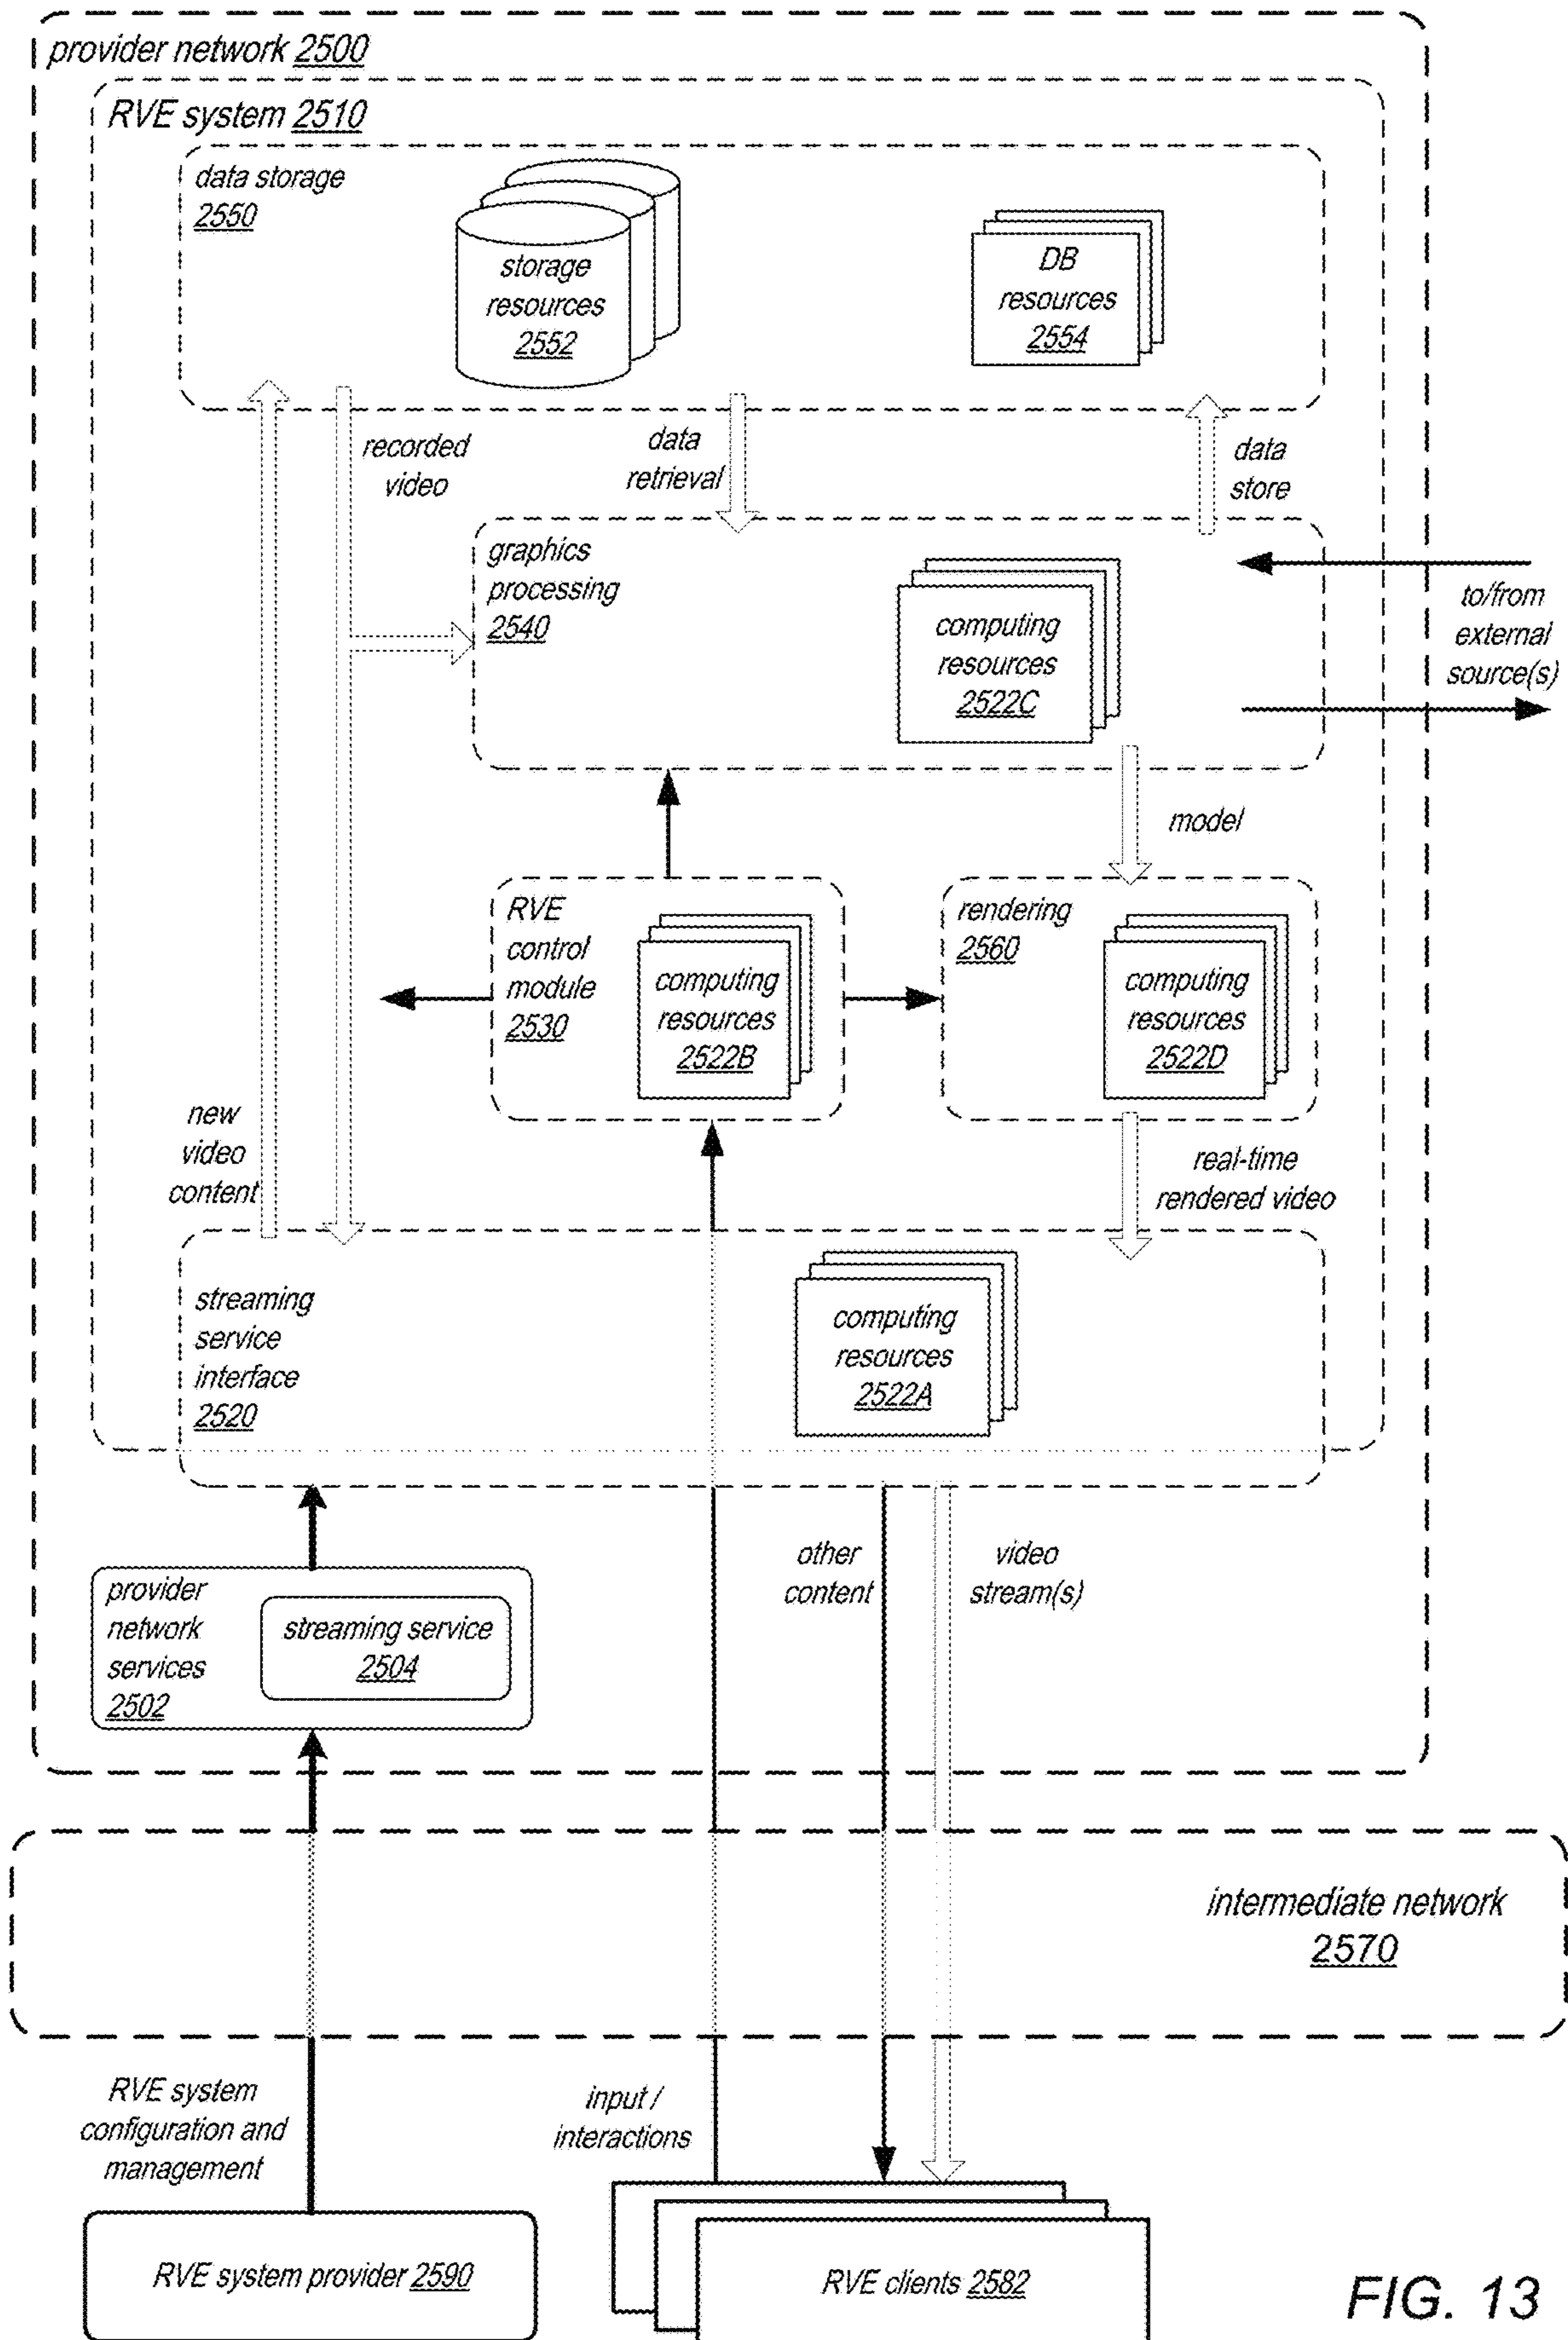 provider network 2500
RVE system 2510
data storage
2550
storage
resources
2552
DB
resources
2554
recorded
video
data
retrieval
data
store
graphics
processing
2540
computing
resources
2522C
to/from
external
source(s)
model
RVE
control
module
2530
computing
resources
2522B
rendering
2560
computing
resources
2522D
new
video
content
real-time
rendered video
streaming
service
interface
2520
computing
resources
2522A
other
content
video
stream(s)
provider
network
services
2502
streaming service
2504
intermediate network
2570
RVE system
configuration and
management
input /
interactions
RVE system provider 2590
RVE clients 2582
FIG. 13